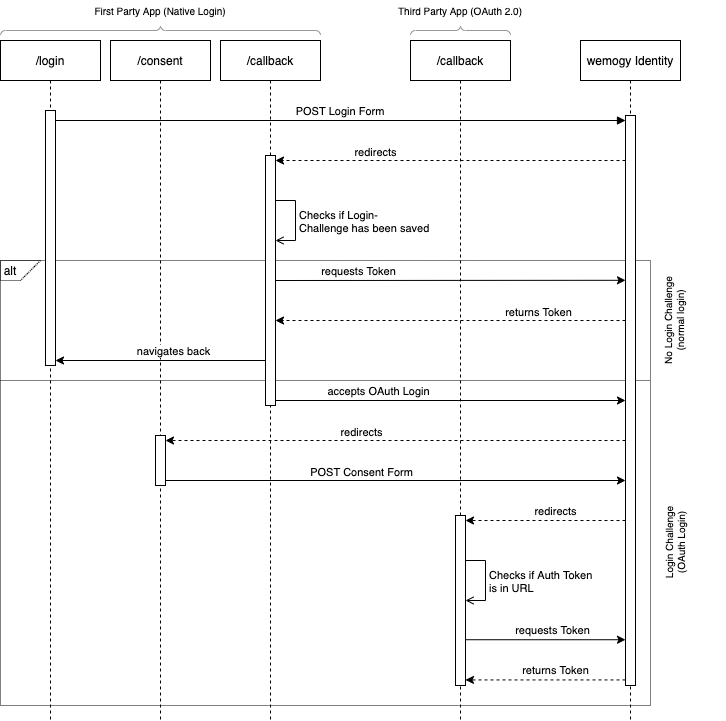 First Party App (Native Login)
Third Party App (OAuth 2.0)
/login
/consent
/callback
/callback
wemogy Identity
POST Login Form
redirects
Checks if Login-
Challenge has been saved
alt
requests Token
returns Token
navigates back
No Login Challenge
(normal login)
accepts OAuth Login
redirects
POST Consent Form
redirects
Checks if Auth Token
is in URL
requests Token
returns Token
Login Challenge
(OAuth Login)